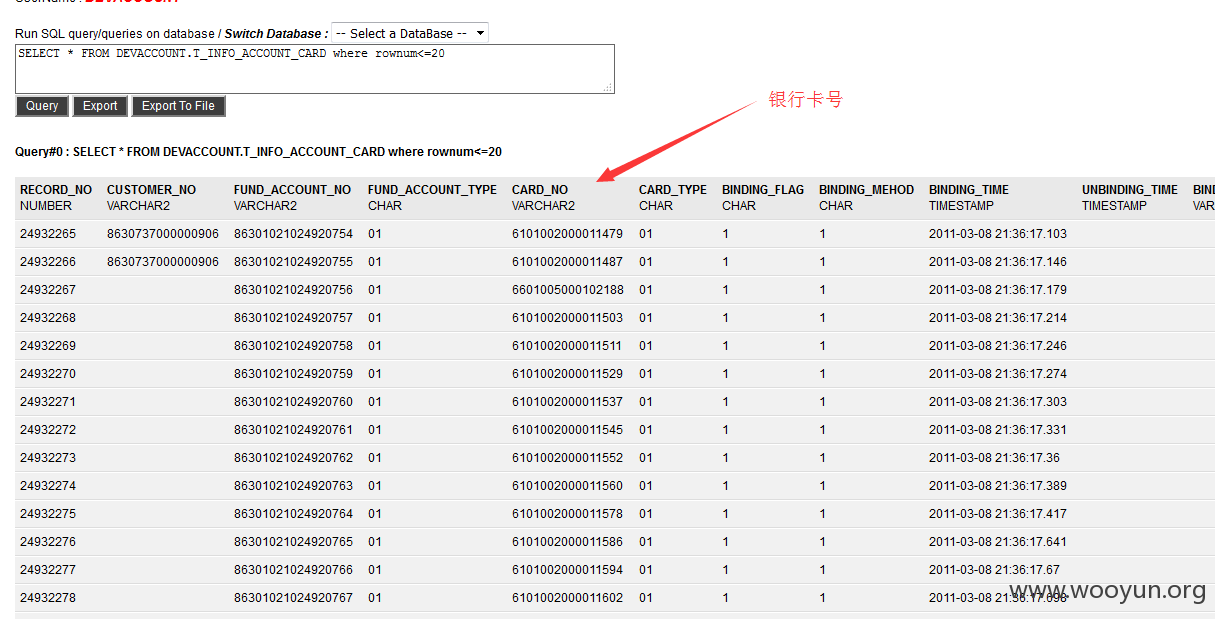 Run SQL query/queries on database / Switch Database : -- Select a DataBase --
SELECT * FROM DEVACCOUNT.T_INFO_ACCOUNT_CARD where rownum<=20
Query Export Export To File
银行卡号
Query#0 : SELECT * FROM DEVACCOUNT.T_INFO_ACCOUNT_CARD where rownum<=20
RECORD_NO CUSTOMER_NO FUND_ACCOUNT_NO FUND_ACCOUNT_TYPE CARD_NO CARD_TYPE BINDING_FLAG BINDING_MEHOD BINDING_TIME UNBINDING_TIME BIND
NUMBER VARCHAR2 VARCHAR2 CHAR VARCHAR2 CHAR CHAR CHAR TIMESTAMP TIMESTAMP VAR
24932265 8630737000000906 86301021024920754 01 6101002000011479 01 1 1 2011-03-08 21:36:17.103
24932266 8630737000000906 86301021024920755 01 6101002000011487 01 1 1 2011-03-08 21:36:17.146
24932267 86301021024920756 01 6601005000102188 01 1 1 2011-03-08 21:36:17.179
24932268 86301021024920757 01 6101002000011503 01 1 1 2011-03-08 21:36:17.214
24932269 86301021024920758 01 6101002000011511 01 1 1 2011-03-08 21:36:17.246
24932270 86301021024920759 01 6101002000011529 01 1 1 2011-03-08 21:36:17.274
24932271 86301021024920760 01 6101002000011537 01 1 1 2011-03-08 21:36:17.303
24932272 86301021024920761 01 6101002000011545 01 1 1 2011-03-08 21:36:17.331
24932273 86301021024920762 01 6101002000011552 01 1 1 2011-03-08 21:36:17.36
24932274 86301021024920763 01 6101002000011560 01 1 1 2011-03-08 21:36:17.389
24932275 86301021024920764 01 6101002000011578 01 1 1 2011-03-08 21:36:17.417
24932276 86301021024920765 01 6101002000011586 01 1 1 2011-03-08 21:36:17.641
24932277 86301021024920766 01 6101002000011594 01 1 1 2011-03-08 21:36:17.67
24932278 86301021024920767 01 6101002000011602 01 1 1 2011-03-08 21:36:17.698
www.wooyun.org